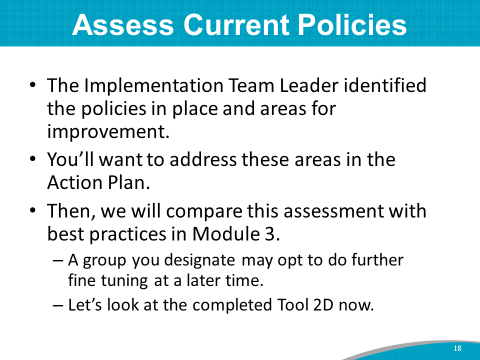 Assess Current Policies
• The Implementation Team Leader identified
the policies in place and areas for
improvement.
• You’ll want to address these areas in the
Action Plan.
• Then, we will compare this assessment with
best practices in Module 3.
– A group you designate may opt to do further
fine tuning at a later time.
– Let’s look at the completed Tool 2D now.
18